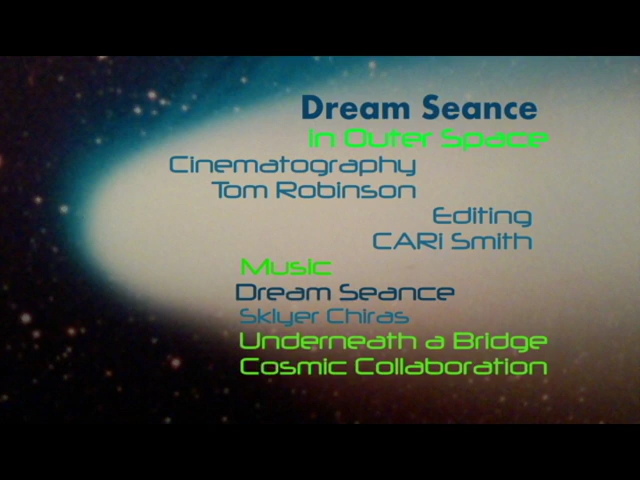 Dream Seance
in Outer Space
Cinematography
Tom Robinson
Editing
CARi Smith
Music
Dream Seance
Sklyer Chiras
Underneath a Bridge
Cosmic Collaboration